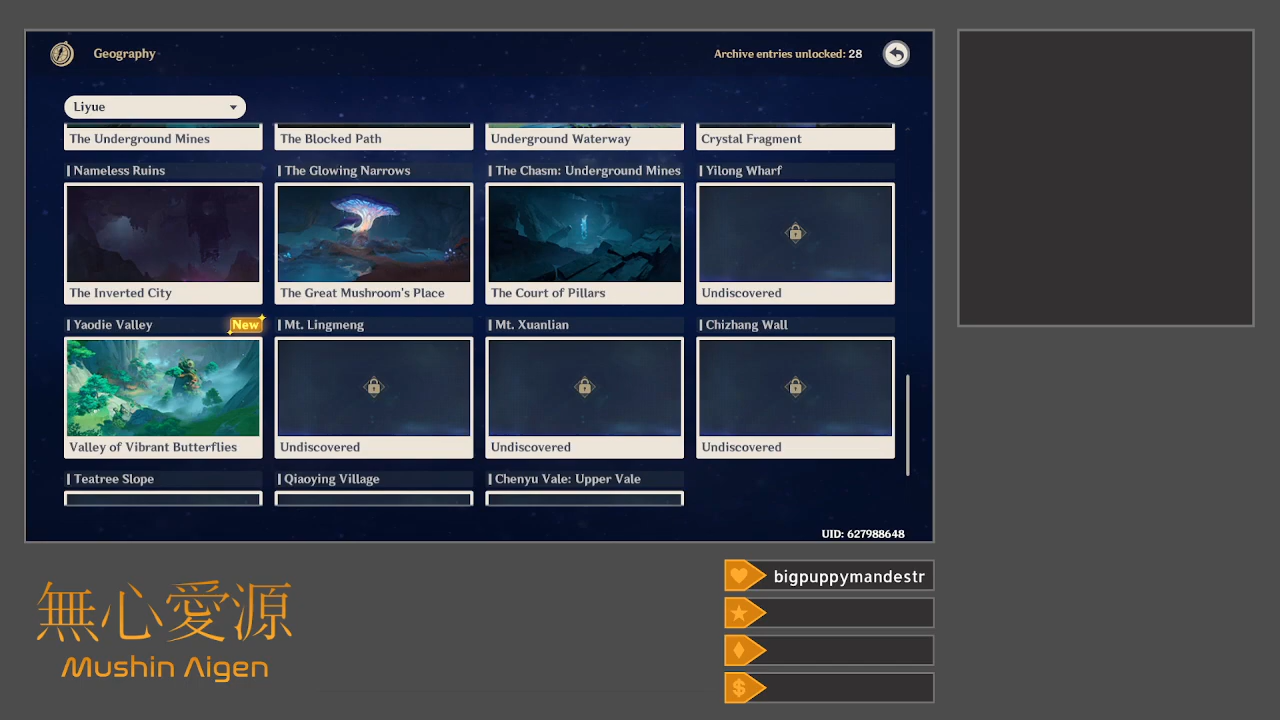 Geography
Archive entries unlocked: 28
Liyue
The Underground Mines
The Blocked Path
Underground Waterway
Crystal Fragment
Nameless Ruins
The Glowing Narrows
The Chasm: Underground Mines
Yilong Wharf
The Inverted City
The Great Mushroom's Place
The Court of Pillars
Undiscovered
Yaodie Valley
New
Mt. Lingmeng
Mt. Xuanlian
Chizhang Wall
Valley of Vibrant Butterflies
Undiscovered
Undiscovered
Undiscovered
Teatree Slope
Qiaoying Village
Chenyu Vale: Upper Vale
UID: 627988648
bigpuppymandestr
無心愛源
Mushin Aigen